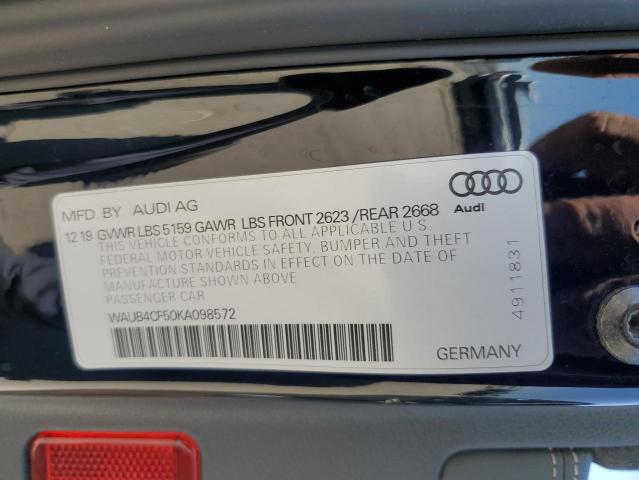 MFD. BY AUDI AG
12.19 GVWR LBS 5159 GAWR LBS FRONT 2623 /REAR 2668
THIS VEHICLE CONFORMS TO ALL APPLICABLE U S
FEDERAL MOTOR VEHICLE SAFETY, BUMPER AND THEFT
PREVENTION STANDARDS IN EFFECT ON THE DATE OF
MANUFACTURE SHOWN ABOVE
PASSENGER CAR
WAUB4CF50KA098572
GERMANY
Audi
4911831